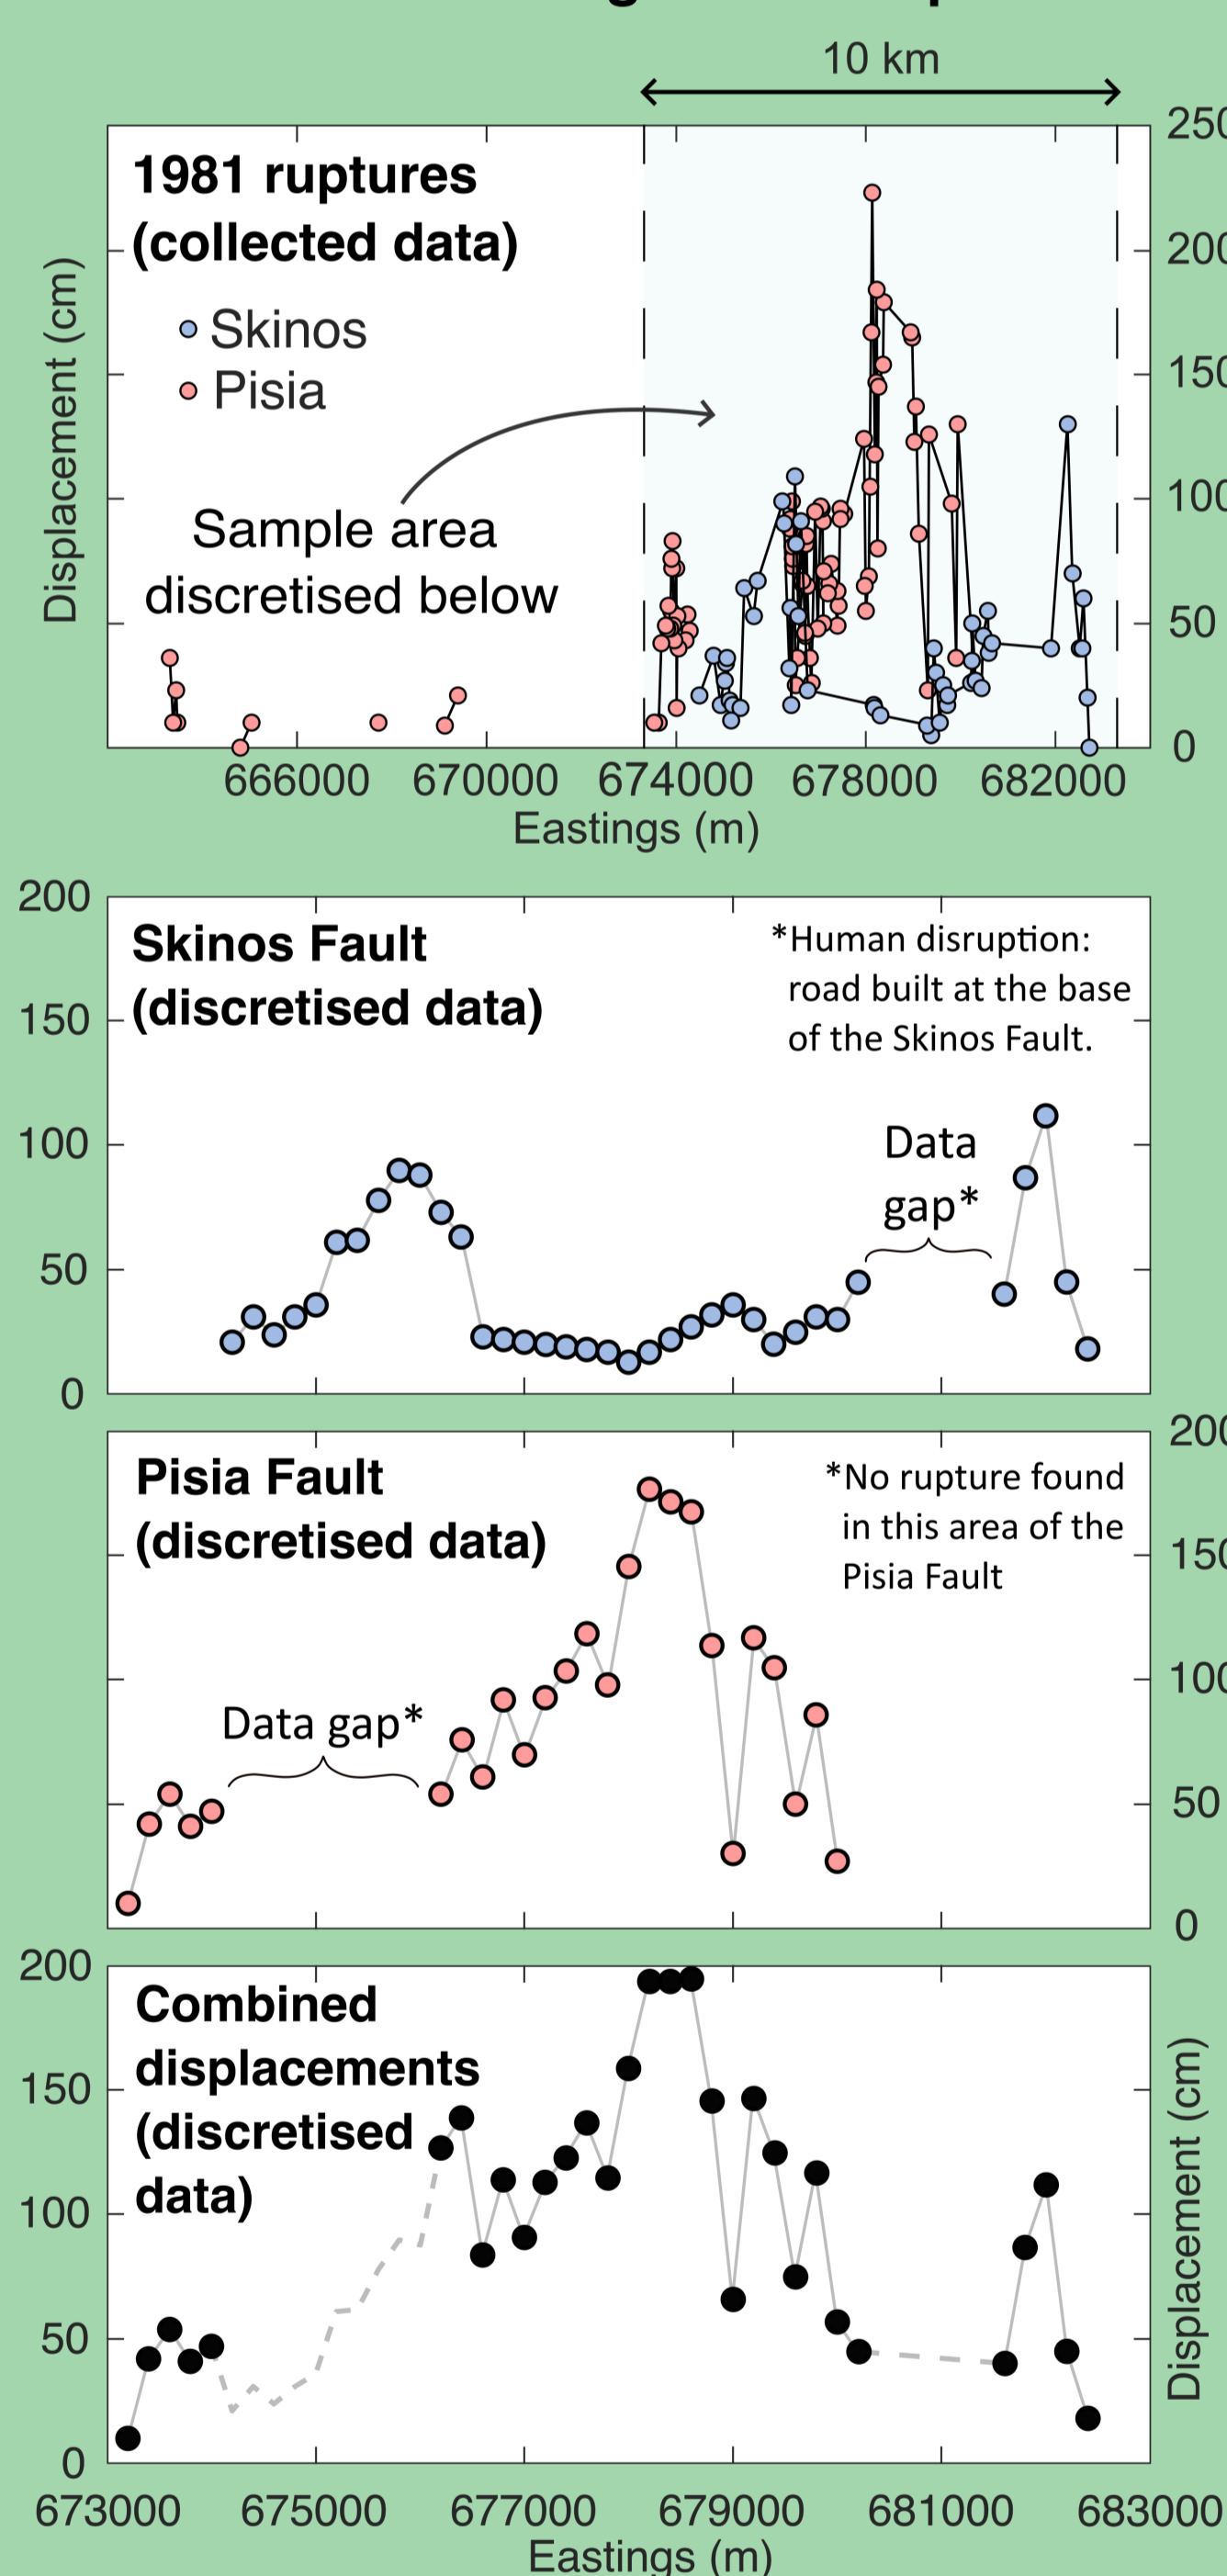 10 km
250
1981 ruptures
(collected data)
200
Skinos
Pisia
150
Displacement (cm)
Sample area
discretised below
100
50
0
666000 670000 674000 678000 682000
Eastings (m)
200
Skinos Fault
(discretised data)
*Human disruption:
road built at the base
of the Skinos Fault.
150
Data
gap*
100
50
0
200
Pisia Fault
(discretised data)
*No rupture found
in this area of the
Pisia Fault
150
100
Data gap*
50
0
200
Combined
displacements
(discretised
data)
150
Displacement (cm)
100
50
0
673000 675000 677000 679000 681000 683000
Eastings (m)